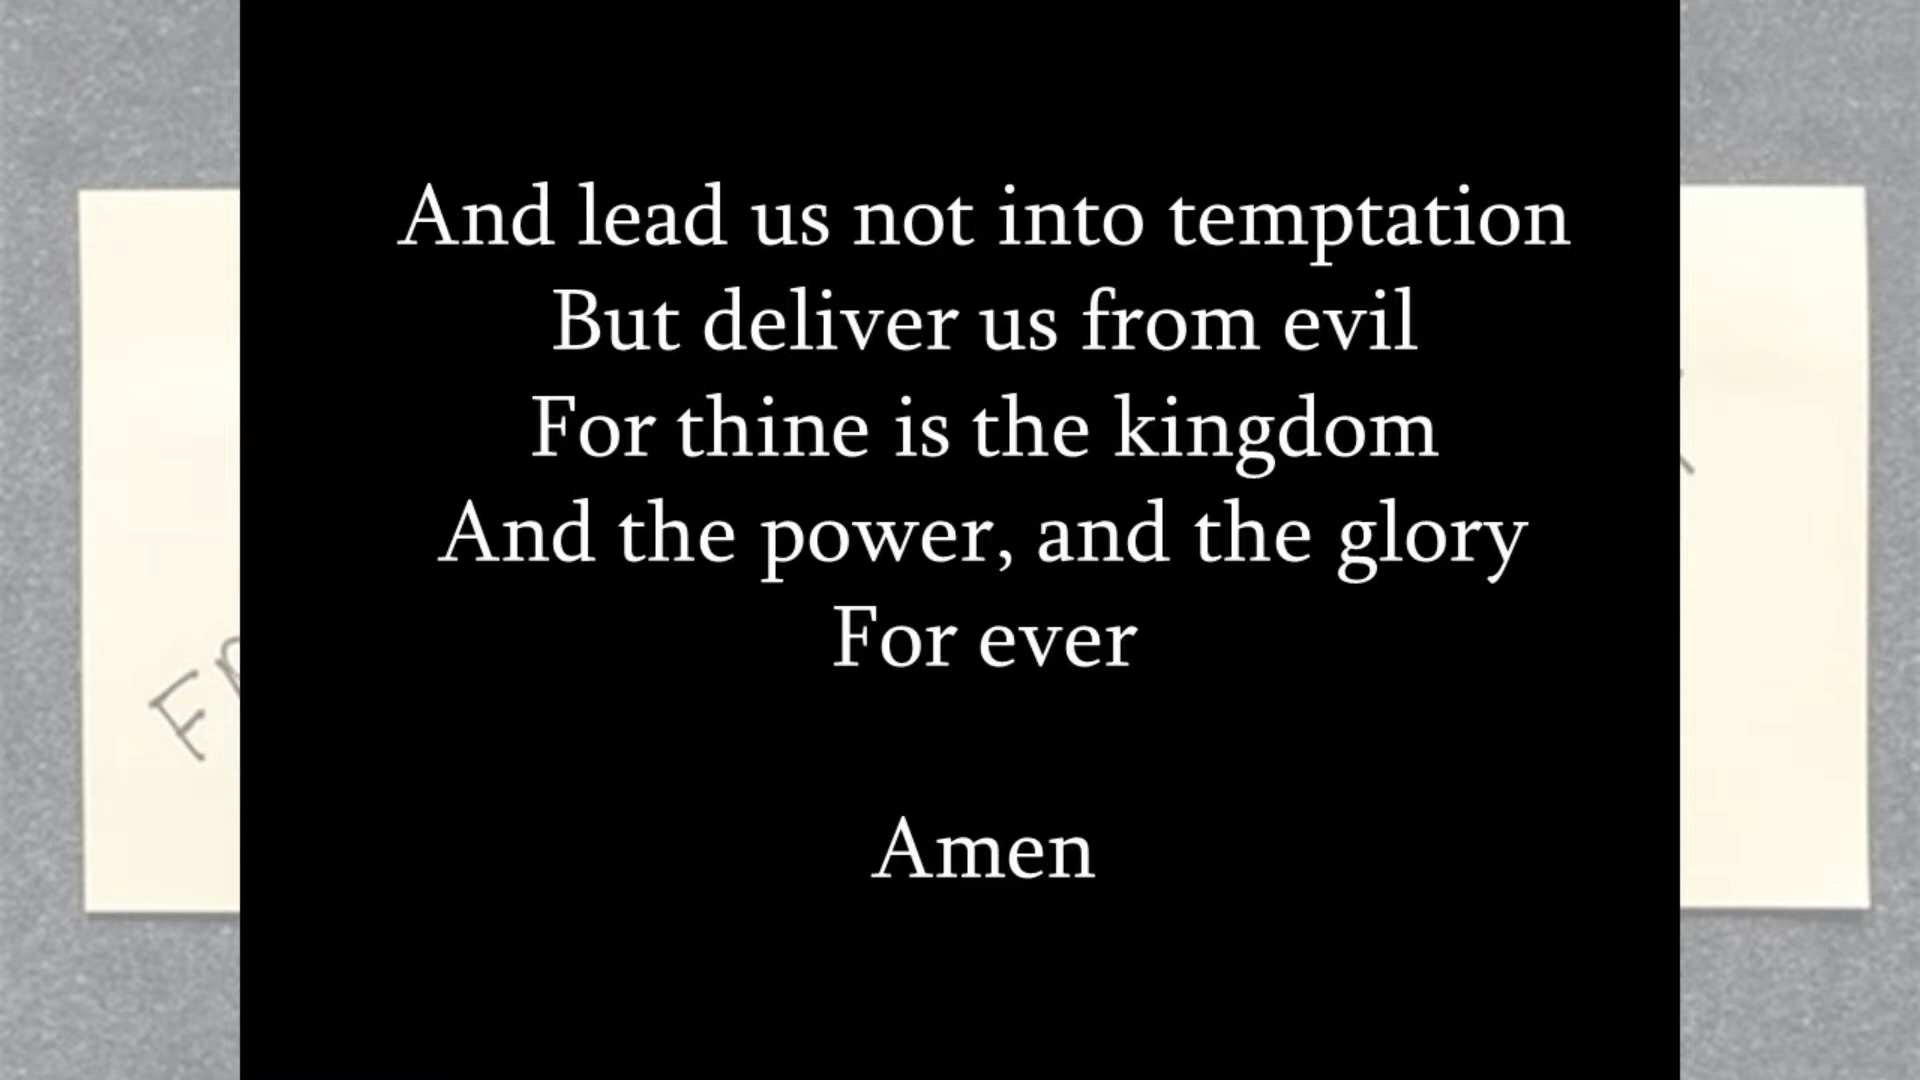 And lead us not into temptation
But deliver us from evil
For thine is the kingdom
And the power, and the glory
For ever
Amen